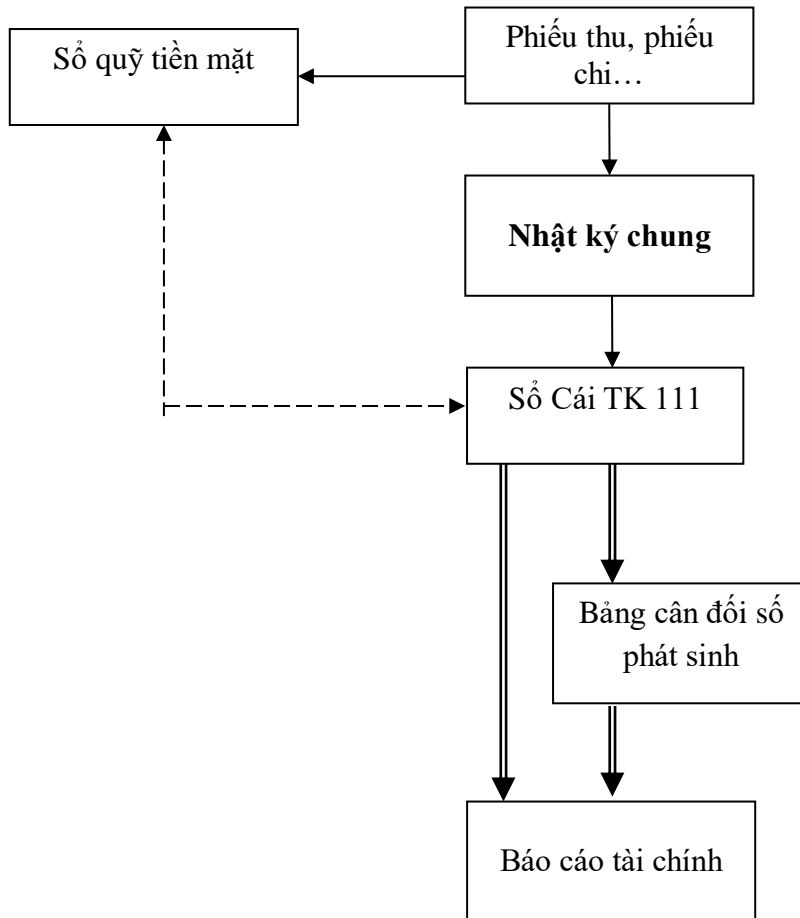 Sổ quỹ tiền mặt
Phiếu thu, phiếu
chi…
Nhật ký chung
Sổ Cái TK 111
Bảng cân đối số
phát sinh
Báo cáo tài chính